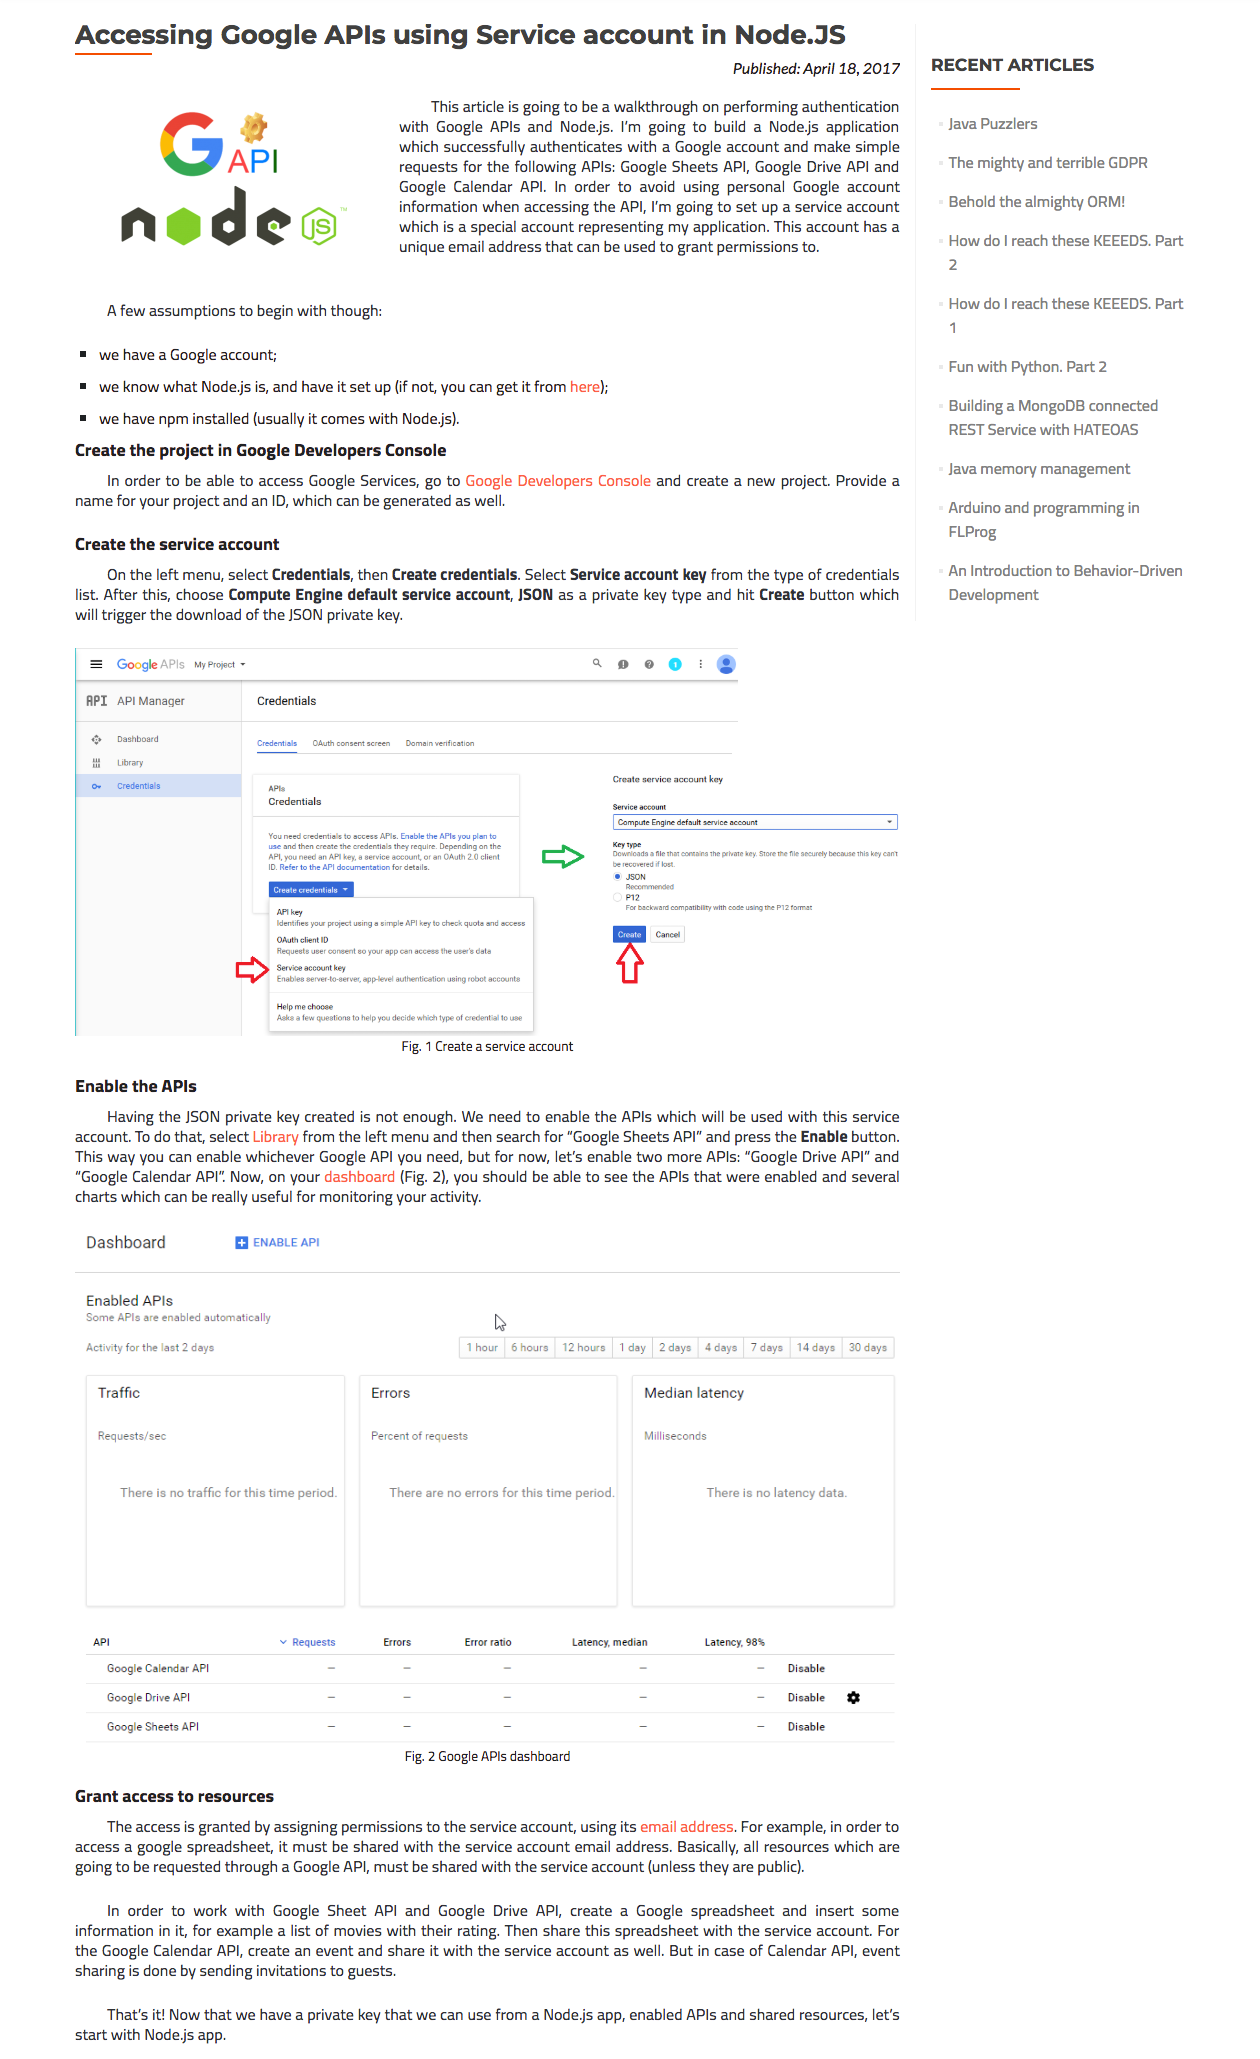 Accessing Google APIs using Service account in Node.JS
Published: April 18, 2017
G API
node JS ™
This article is going to be a walkthrough on performing authentication
with Google APIs and Node.js. I'm going to build a Node.js application
which successfully authenticates with a Google account and make simple
requests for the following APIs: Google Sheets API, Google Drive API and
Google Calendar API. In order to avoid using personal Google account
information when accessing the API, I'm going to set up a service account
which is a special account representing my application. This account has a
unique email address that can be used to grant permissions to.
A few assumptions to begin with though:
we have a Google account;
we know what Node.js is, and have it set up (if not, you can get it from here);
we have npm installed (usually it comes with Node.js).
Create the project in Google Developers Console
In order to be able to access Google Services, go to Google Developers Console and create a new project. Provide a
name for your project and an ID, which can be generated as well.
Create the service account
On the left menu, select Credentials, then Create credentials. Select Service account key from the type of credentials
list. After this, choose Compute Engine default service account, JSON as a private key type and hit Create button which
will trigger the download of the JSON private key.
Google APIs My Project
1
API API Manager
Credentials
Dashboard
Library
Credentials
Credentials OAuth consent screen Domain verification
APIs
Credentials
You need credentials to access APIs. Enable the APIs you plan to
use and then create the credentials they require. Depending on the
API, you need an API key, a service account, or an OAuth 2.0 client
ID. Refer to the API documentation for details.
Create credentials
API key
Identifies your project using a simple API key to check quota and access
OAuth client ID
Requests user consent so your app can access the user's data
Service account key
Enables server-to-server, app-level authentication using robot accounts
Help me choose
Asks a few questions to help you decide which type of credential to use
Create service account key
Service account
Compute Engine default service account
Key type
Downloads a file that contains the private key. Store the file securely because this key can't
be recovered if lost.
JSON
Recommended
P12
For backward compatibility with code using the P12 format
Create Cancel
Fig. 1 Create a service account
Enable the APIs
Having the JSON private key created is not enough. We need to enable the APIs which will be used with this service
account. To do that, select Library from the left menu and then search for “Google Sheets API” and press the Enable button.
This way you can enable whichever Google API you need, but for now, let's enable two more APIs: “Google Drive API” and
“Google Calendar API”. Now, on your dashboard (Fig. 2), you should be able to see the APIs that were enabled and several
charts which can be really useful for monitoring your activity.
Dashboard ENABLE API
Enabled APIs
Some APIs are enabled automatically
Activity for the last 2 days 1 hour 6 hours 12 hours 1 day 2 days 4 days 7 days 14 days 30 days
Traffic
Requests/sec
There is no traffic for this time period.
Errors
Percent of requests
There are no errors for this time period.
Median latency
Milliseconds
There is no latency data.
API Requests Errors Error ratio Latency, median Latency, 98%
Google Calendar API – – – – – Disable
Google Drive API – – – – – Disable
Google Sheets API – – – – – Disable
Fig. 2 Google APIs dashboard
Grant access to resources
The access is granted by assigning permissions to the service account, using its email address. For example, in order to
access a google spreadsheet, it must be shared with the service account email address. Basically, all resources which are
going to be requested through a Google API, must be shared with the service account (unless they are public).
In order to work with Google Sheet API and Google Drive API, create a Google spreadsheet and insert some
information in it, for example a list of movies with their rating. Then share this spreadsheet with the service account. For
the Google Calendar API, create an event and share it with the service account as well. But in case of Calendar API, event
sharing is done by sending invitations to guests.
That's it! Now that we have a private key that we can use from a Node.js app, enabled APIs and shared resources, let's
start with Node.js app.
RECENT ARTICLES
Java Puzzlers
The mighty and terrible GDPR
Behold the almighty ORM!
How do I reach these KEEEDS. Part
2
How do I reach these KEEEDS. Part
1
Fun with Python. Part 2
Building a MongoDB connected
REST Service with HATEOAS
Java memory management
Arduino and programming in
FLProg
An Introduction to Behavior-Driven
Development